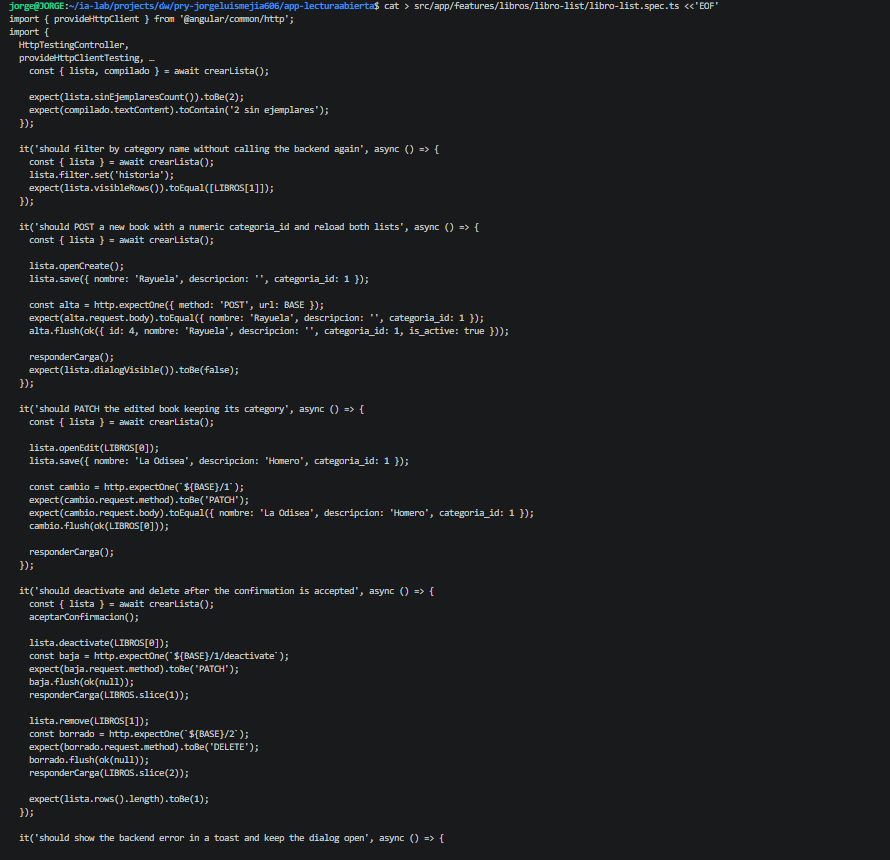 jorge@JORGE:~/ia-lab/projects/dw/pry-jorgeluismejia606/app-lecturaabierta$ cat > src/app/features/libros/libro-list/libro-list.spec.ts <<'EOF'
import { provideHttpClient } from '@angular/common/http';
import {
  HttpTestingController,
  provideHttpClientTesting, …
    const { lista, compilado } = await crearLista();

    expect(lista.sinEjemplaresCount()).toBe(2);
    expect(compilado.textContent).toContain('2 sin ejemplares');
  });

  it('should filter by category name without calling the backend again', async () => {
    const { lista } = await crearLista();
    lista.filter.set('historia');
    expect(lista.visibleRows()).toEqual([LIBROS[1]]);
  });

  it('should POST a new book with a numeric categoria_id and reload both lists', async () => {
    const { lista } = await crearLista();

    lista.openCreate();
    lista.save({ nombre: 'Rayuela', descripcion: '', categoria_id: 1 });

    const alta = http.expectOne({ method: 'POST', url: BASE });
    expect(alta.request.body).toEqual({ nombre: 'Rayuela', descripcion: '', categoria_id: 1 });
    alta.flush(ok({ id: 4, nombre: 'Rayuela', descripcion: '', categoria_id: 1, is_active: true }));

    responderCarga();
    expect(lista.dialogVisible()).toBe(false);
  });

  it('should PATCH the edited book keeping its category', async () => {
    const { lista } = await crearLista();

    lista.openEdit(LIBROS[0]);
    lista.save({ nombre: 'La Odisea', descripcion: 'Homero', categoria_id: 1 });

    const cambio = http.expectOne(`${BASE}/1`);
    expect(cambio.request.method).toBe('PATCH');
    expect(cambio.request.body).toEqual({ nombre: 'La Odisea', descripcion: 'Homero', categoria_id: 1 });
    cambio.flush(ok(LIBROS[0]));

    responderCarga();
  });

  it('should deactivate and delete after the confirmation is accepted', async () => {
    const { lista } = await crearLista();
    aceptarConfirmacion();

    lista.deactivate(LIBROS[0]);
    const baja = http.expectOne(`${BASE}/1/deactivate`);
    expect(baja.request.method).toBe('PATCH');
    baja.flush(ok(null));
    responderCarga(LIBROS.slice(1));

    lista.remove(LIBROS[1]);
    const borrado = http.expectOne(`${BASE}/2`);
    expect(borrado.request.method).toBe('DELETE');
    borrado.flush(ok(null));
    responderCarga(LIBROS.slice(2));

    expect(lista.rows().length).toBe(1);
  });

  it('should show the backend error in a toast and keep the dialog open', async () => {